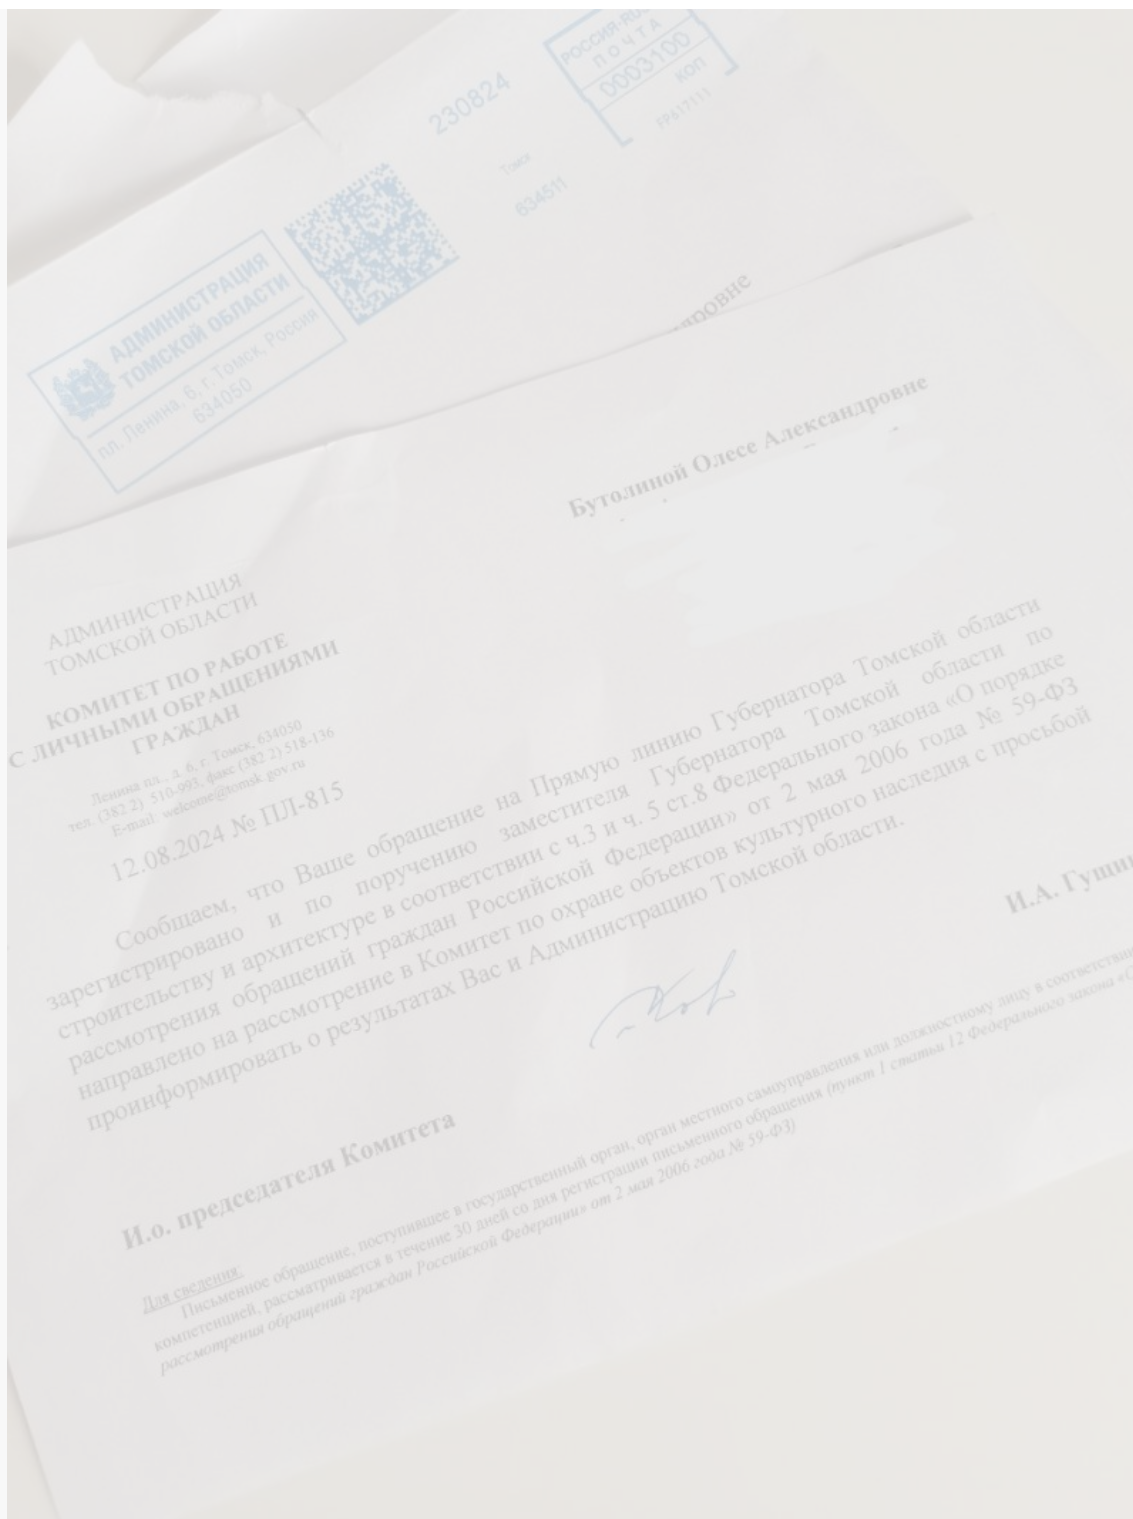 РОССИЯ-RU
ПОЧТА
0003100
КОП
FP617111
230824
Томск
634511
АДМИНИСТРАЦИЯ
ТОМСКОЙ ОБЛАСТИ
пл. Ленина, 6, г. Томск, Россия
634050
дровне
Бутолиной Олесе Александровне
АДМИНИСТРАЦИЯ
ТОМСКОЙ ОБЛАСТИ
КОМИТЕТ ПО РАБОТЕ
С ЛИЧНЫМИ ОБРАЩЕНИЯМИ
ГРАЖДАН
Ленина пл., д. 6, г. Томск, 634050
тел. (382 2) 510-993, факс (382 2) 518-136
E-mail: welcome@tomsk.gov.ru
12.08.2024 № ПЛ-815
Сообщаем, что Ваше обращение на Прямую линию Губернатора Томской области
зарегистрировано и по поручению заместителя Губернатора Томской области по
строительству и архитектуре в соответствии с ч.3 и ч. 5 ст.8 Федерального закона «О порядке
рассмотрения обращений граждан Российской Федерации» от 2 мая 2006 года № 59-ФЗ
направлено на рассмотрение в Комитет по охране объектов культурного наследия с просьбой
проинформировать о результатах Вас и Администрацию Томской области.
И.о. председателя Комитета
И.А. Гущин
Для сведения:
Письменное обращение, поступившее в государственный орган, орган местного самоуправления или должностному лицу в соответствии
компетенцией, рассматривается в течение 30 дней со дня регистрации письменного обращения (пункт 1 статьи 12 Федерального закона «О
рассмотрения обращений граждан Российской Федерации» от 2 мая 2006 года № 59-ФЗ)